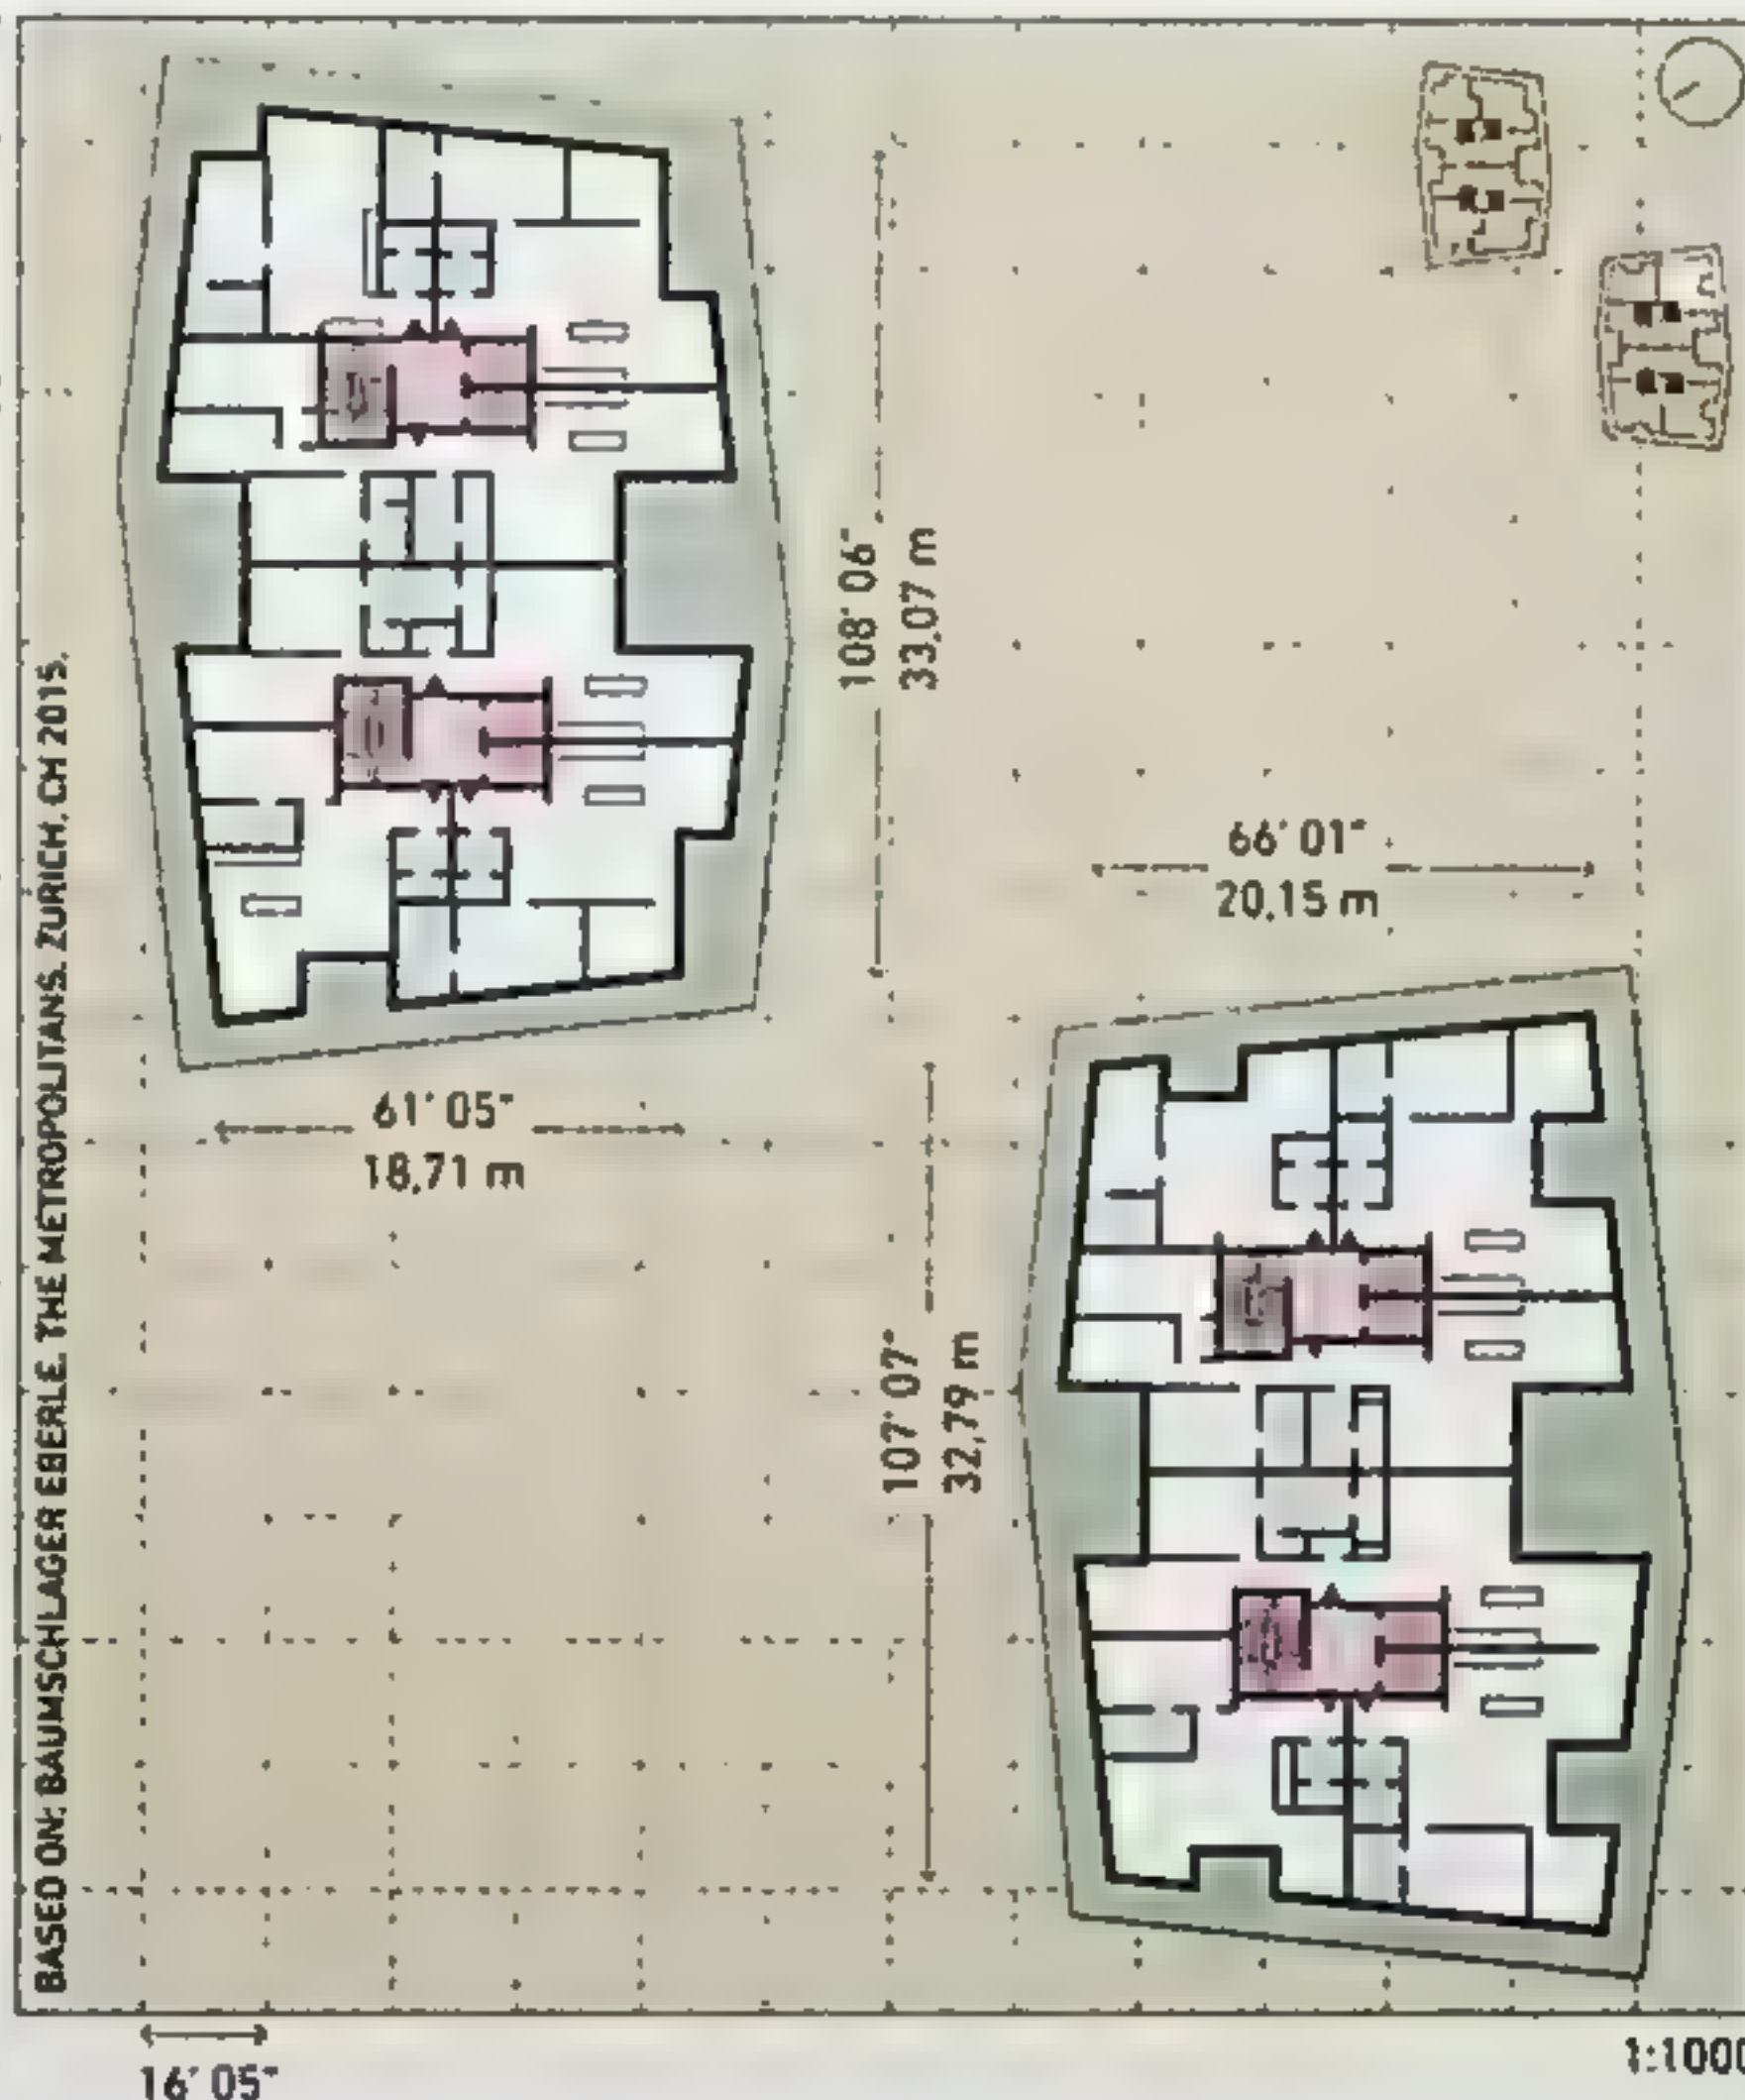 BASED ON: BAUMSCHLAGER EBERLE. THE METROPOLITANS. ZURICH. CH 2015.
108' 06"
33,07 m
66' 01"
20,15 m
61' 05"
18,71 m
107' 07"
32,79 m
16' 05"
1:1000